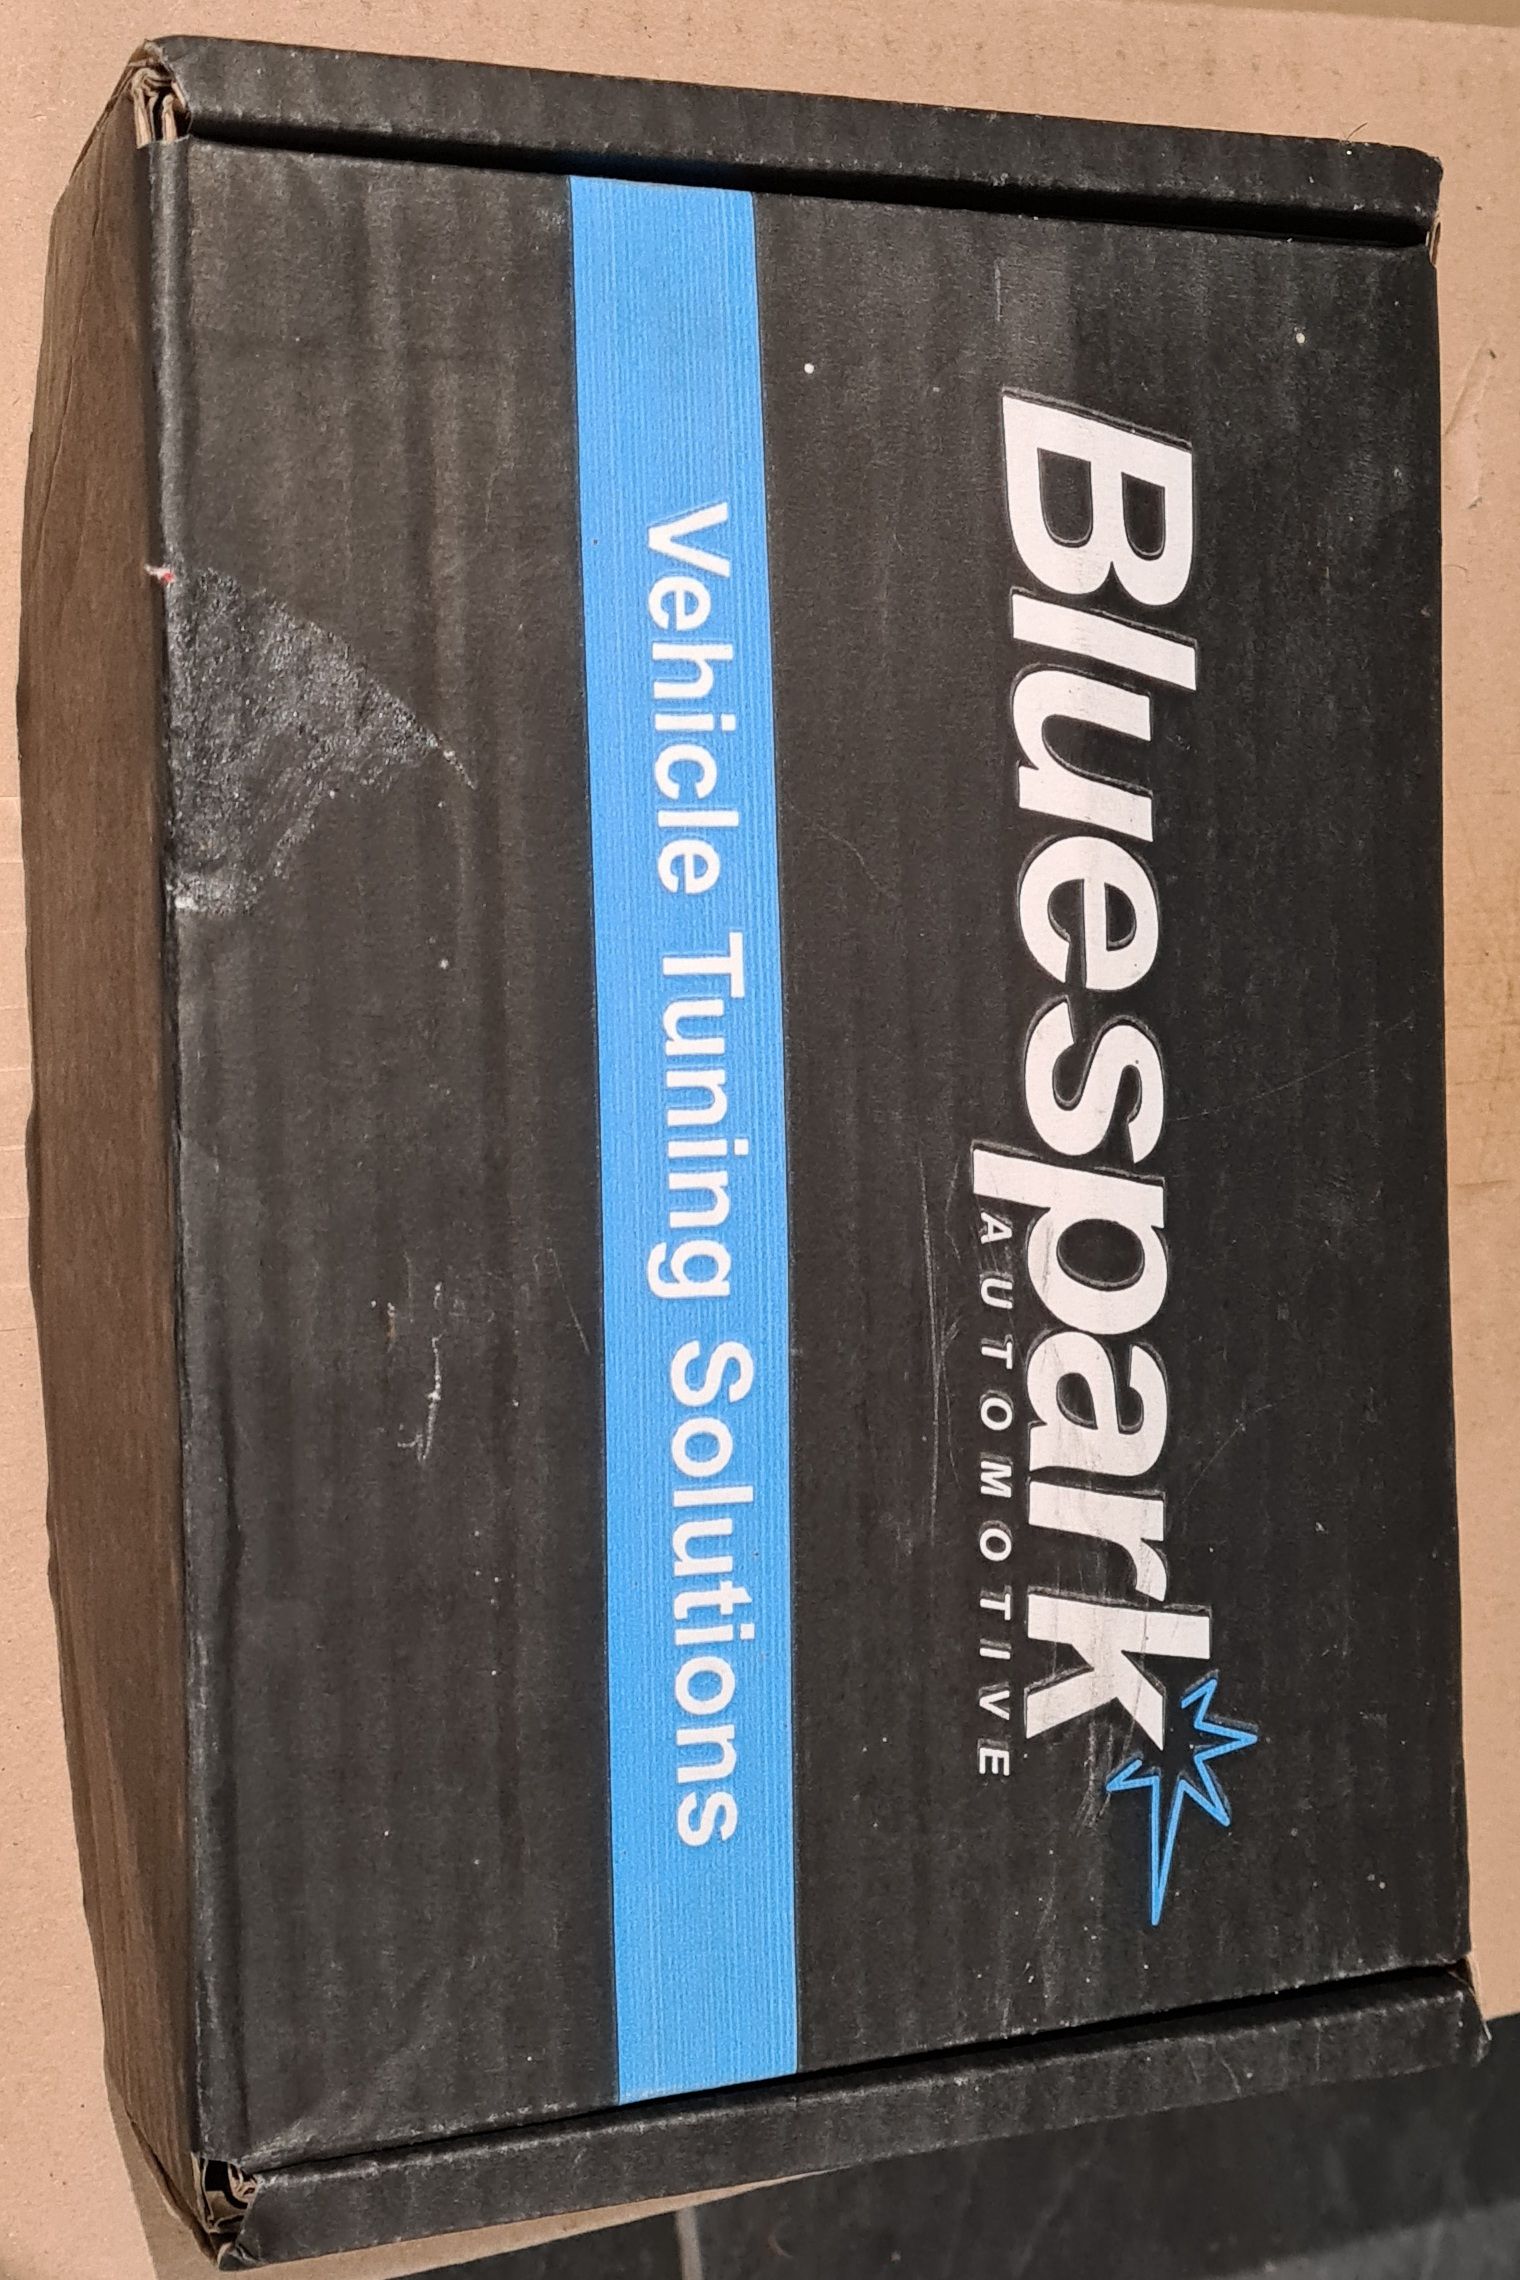 Bluespark
AUTOMOTIVE
Vehicle Tuning Solutions